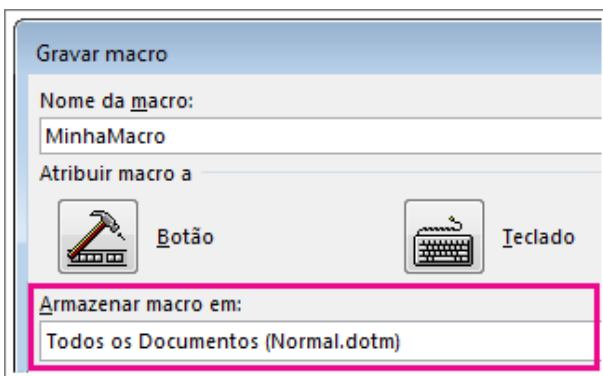 Gravar macro
Nome da macro:
MinhaMacro
Atribuir macro a
Botão
Teclado
Armazenar macro em:
Todos os Documentos (Normal.dotm)